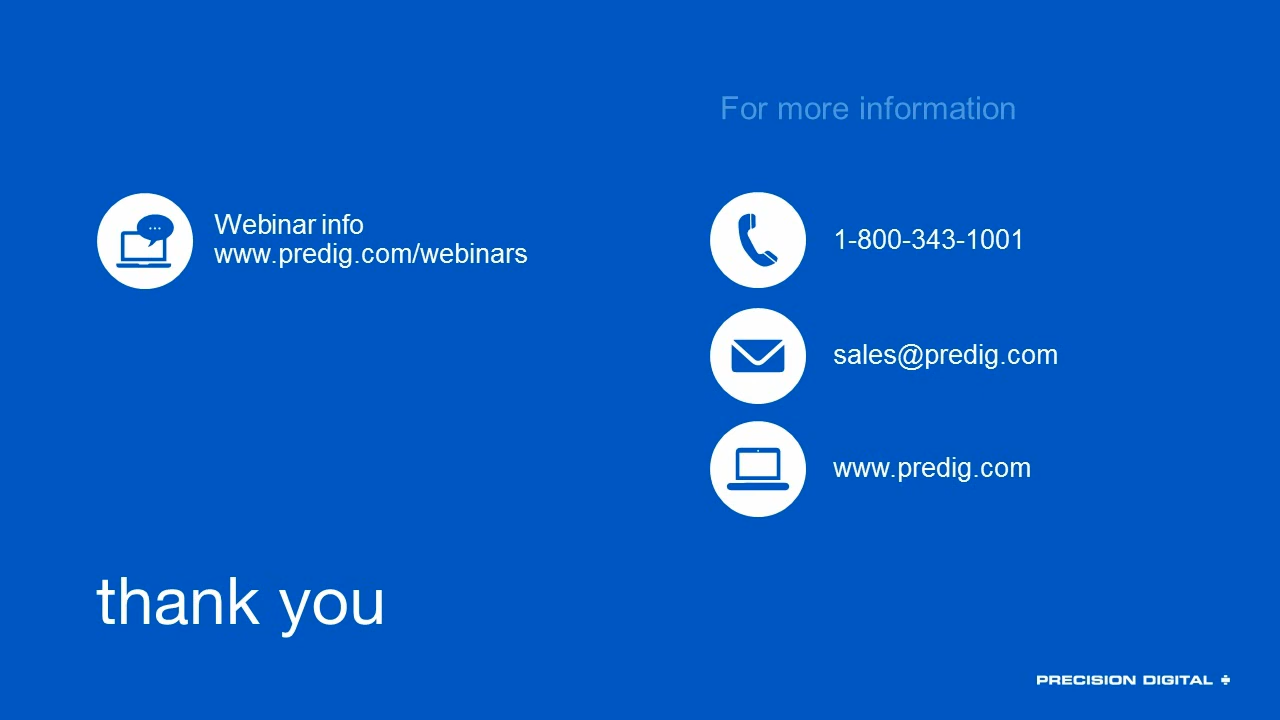 For more information
Webinar info
www.predig.com/webinars
1-800-343-1001
sales@predig.com
www.predig.com
thank you
PRECISION DIGITAL